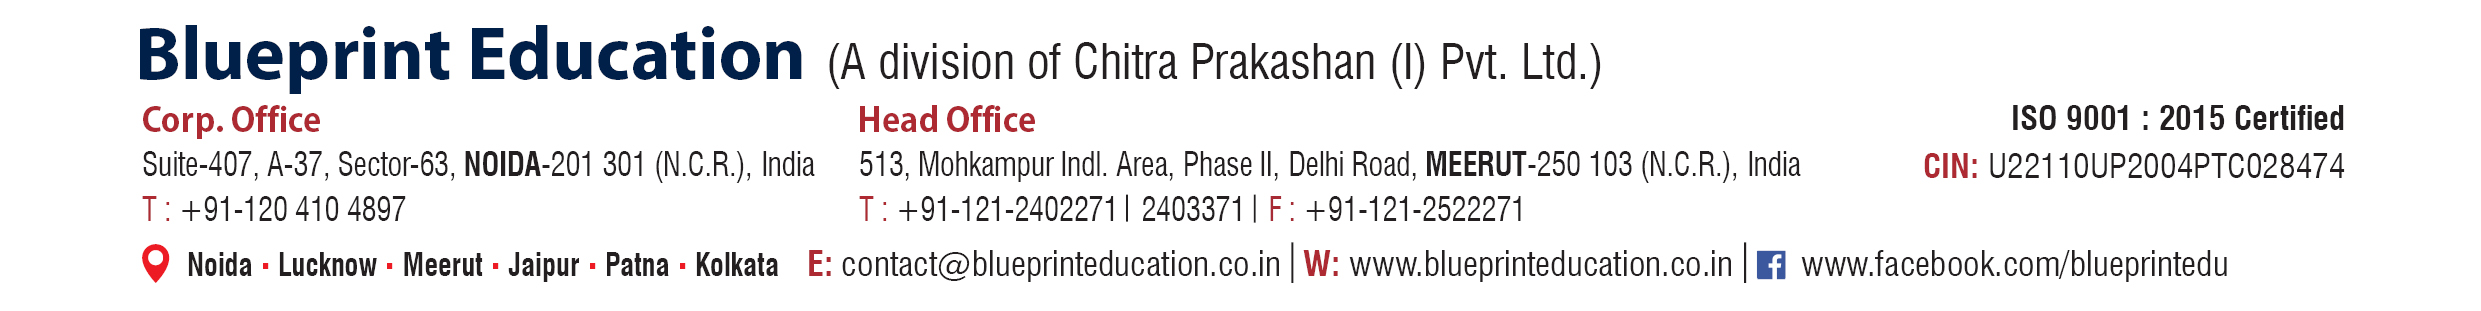 Blueprint Education (A division of Chitra Prakashan (I) Pvt. Ltd.)
Corp. Office
Suite-407, A-37, Sector-63, NOIDA-201 301 (N.C.R.), India
T : +91-120 410 4897
Head Office
513, Mohkampur Indl. Area, Phase II, Delhi Road, MEERUT-250 103 (N.C.R.), India
T : +91-121-2402271| 2403371| F : +91-121-2522271
ISO 9001 : 2015 Certified
CIN: U22110UP2004PTC028474
Noida · Lucknow · Meerut · Jaipur · Patna · Kolkata E: contact@blueprinteducation.co.in | W: www.blueprinteducation.co.in | f www.facebook.com/blueprintedu